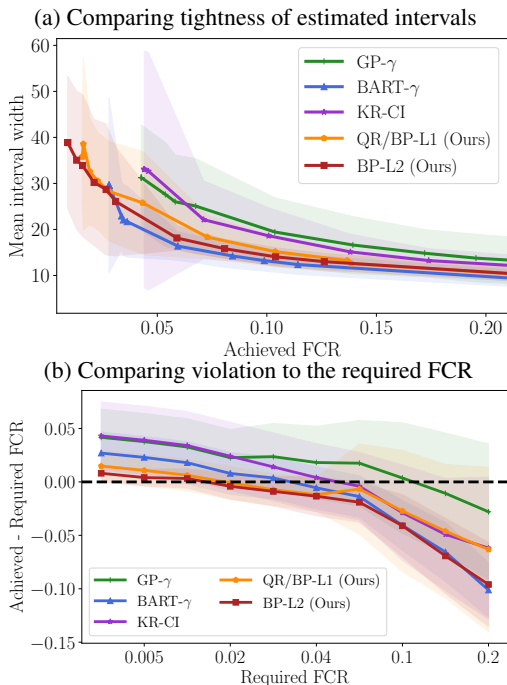 (a) Comparing tightness of estimated intervals
Mean interval width
60
50
40
30
20
10
GP-γ
BART-γ
KR-CI
QR/BP-L1 (Ours)
BP-L2 (Ours)
0.05
0.10
0.15
0.20
Achieved FCR
(b) Comparing violation to the required FCR
Achieved - Required FCR
0.05
0.00
−0.05
−0.10
−0.15
GP-γ
BART-γ
KR-CI
QR/BP-L1 (Ours)
BP-L2 (Ours)
0.005
0.02
0.04
0.1
0.2
Required FCR